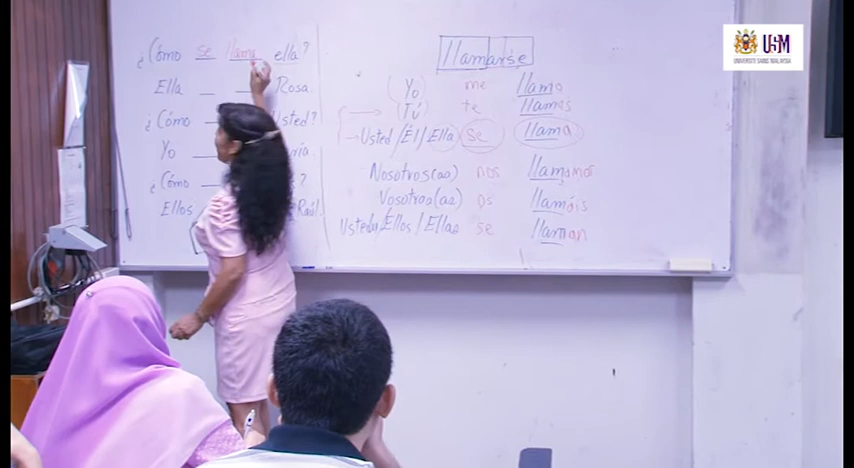 ¿Cómo se llama ella?
Ella _ _ Rosa
¿Cómo _ Usted?
Yo _
¿Cómo _ ?
Ellos _ Raúl.
llamarse
(Yo) me llamo
(Tú) te llamas
→ Usted/Él/Ella se llama
Nosotros(as) nos llamamos
Vosotros(as) os llamáis
Ustedes/Ellos/Ellas se llaman
USM
UNIVERSITI SAINS MALAYSIA